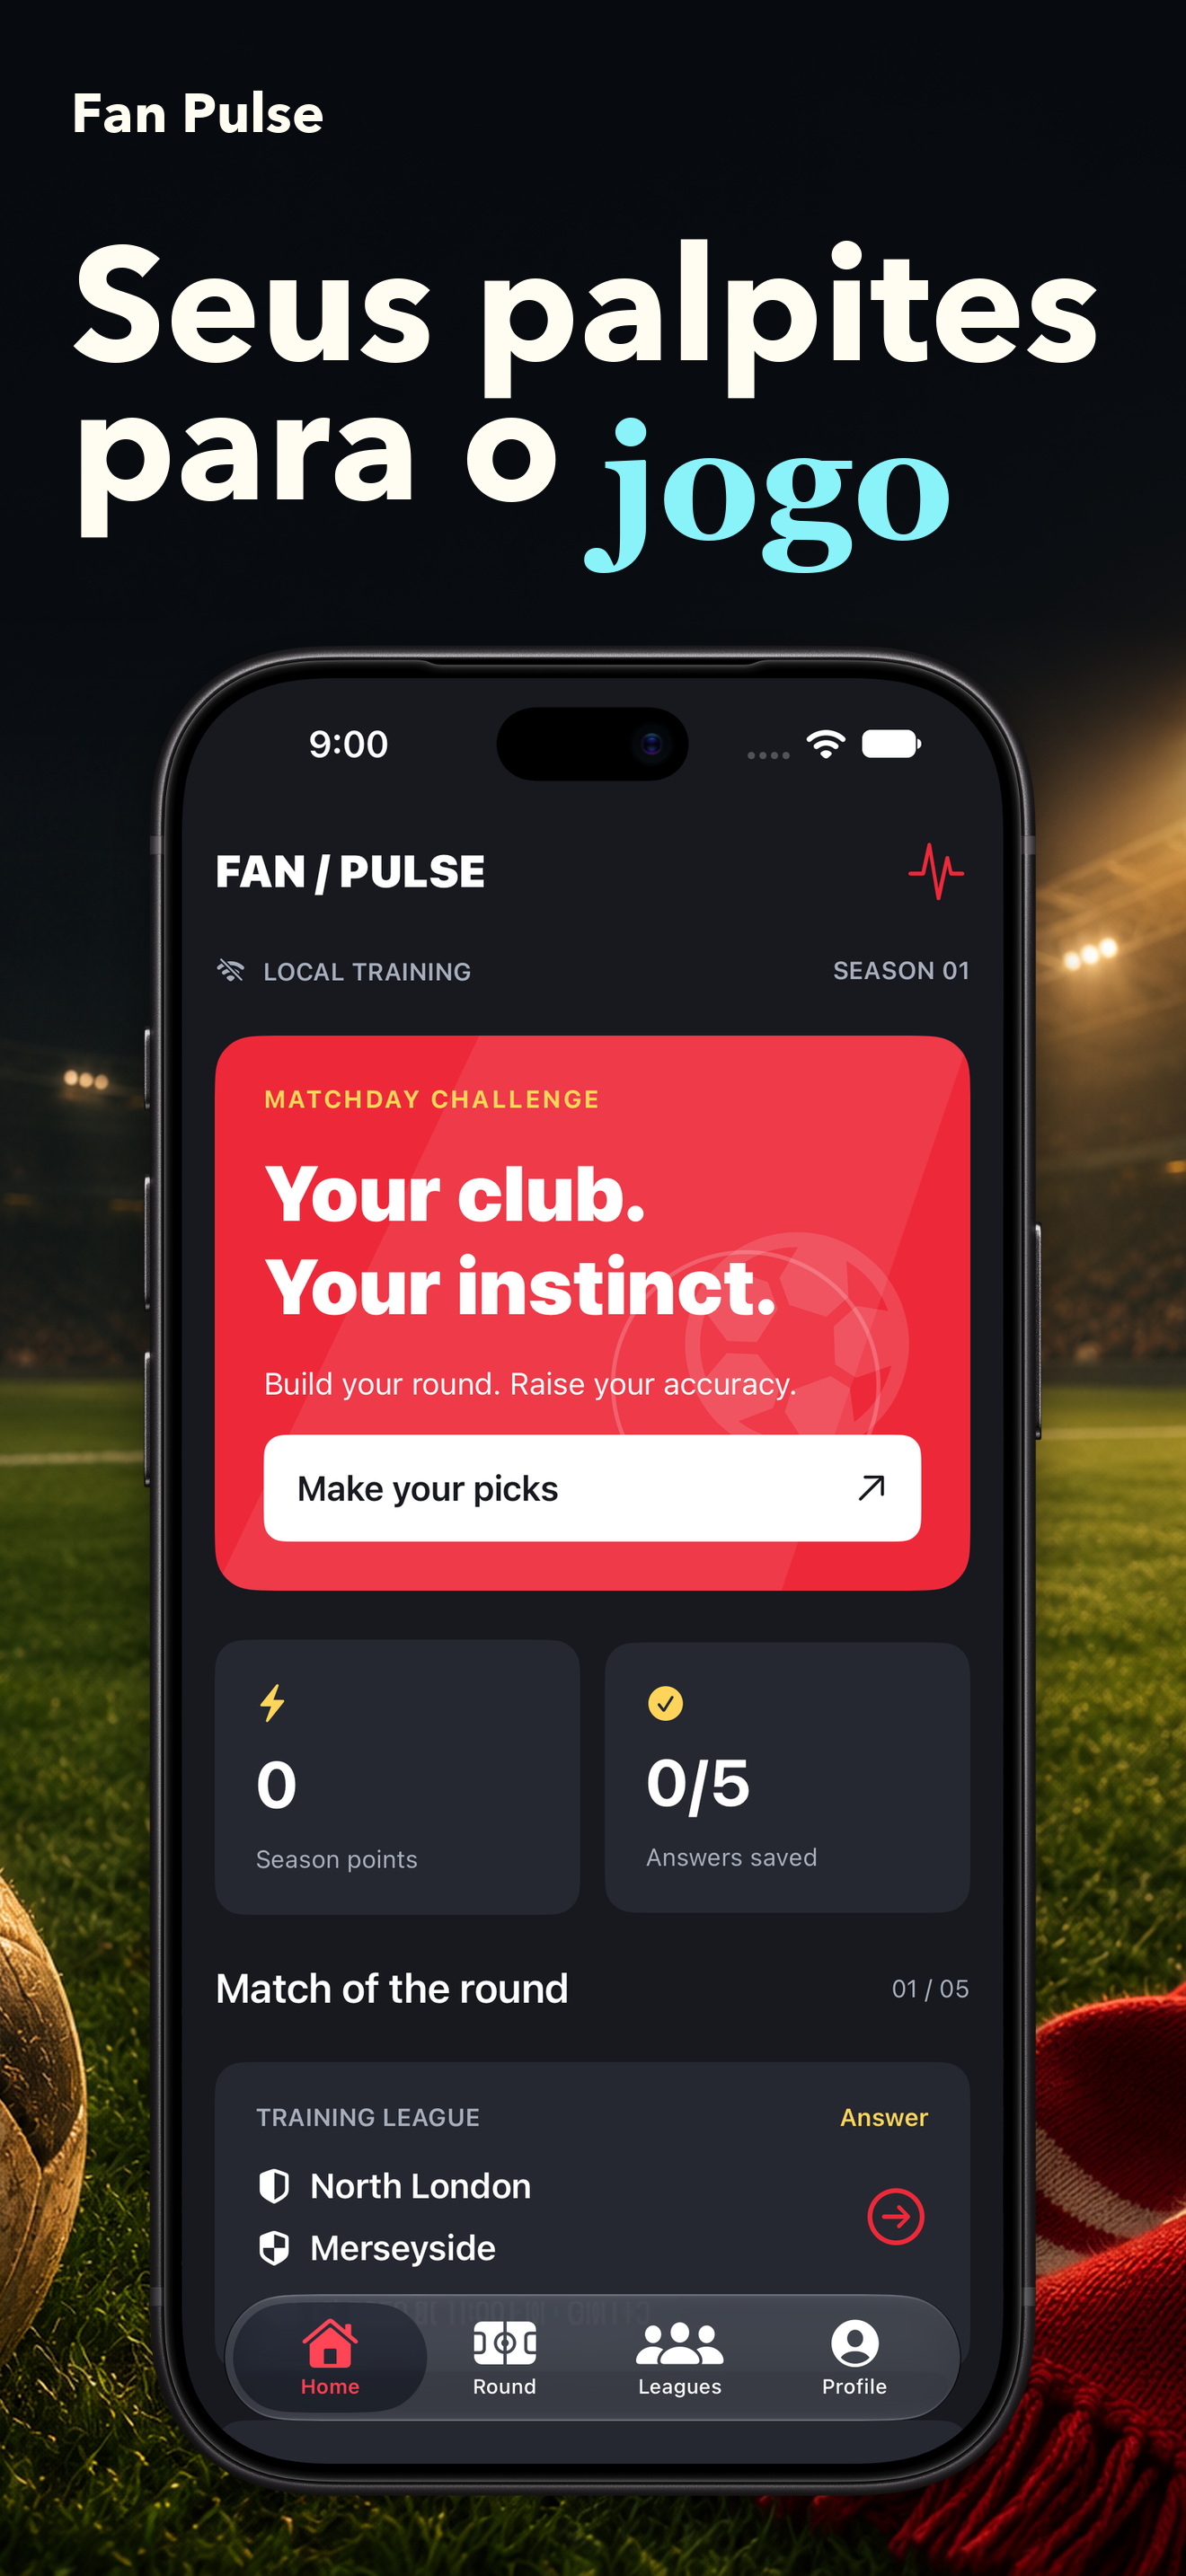 Fan Pulse
Seus palpites
para o jogo
9:00
FAN / PULSE
LOCAL TRAINING
SEASON 01
MATCHDAY CHALLENGE
Your club.
Your instinct.
Build your round. Raise your accuracy.
Make your picks
0
Season points
0/5
Answers saved
Match of the round
01 / 05
TRAINING LEAGUE
Answer
North London
Merseyside
Home
Round
Leagues
Profile